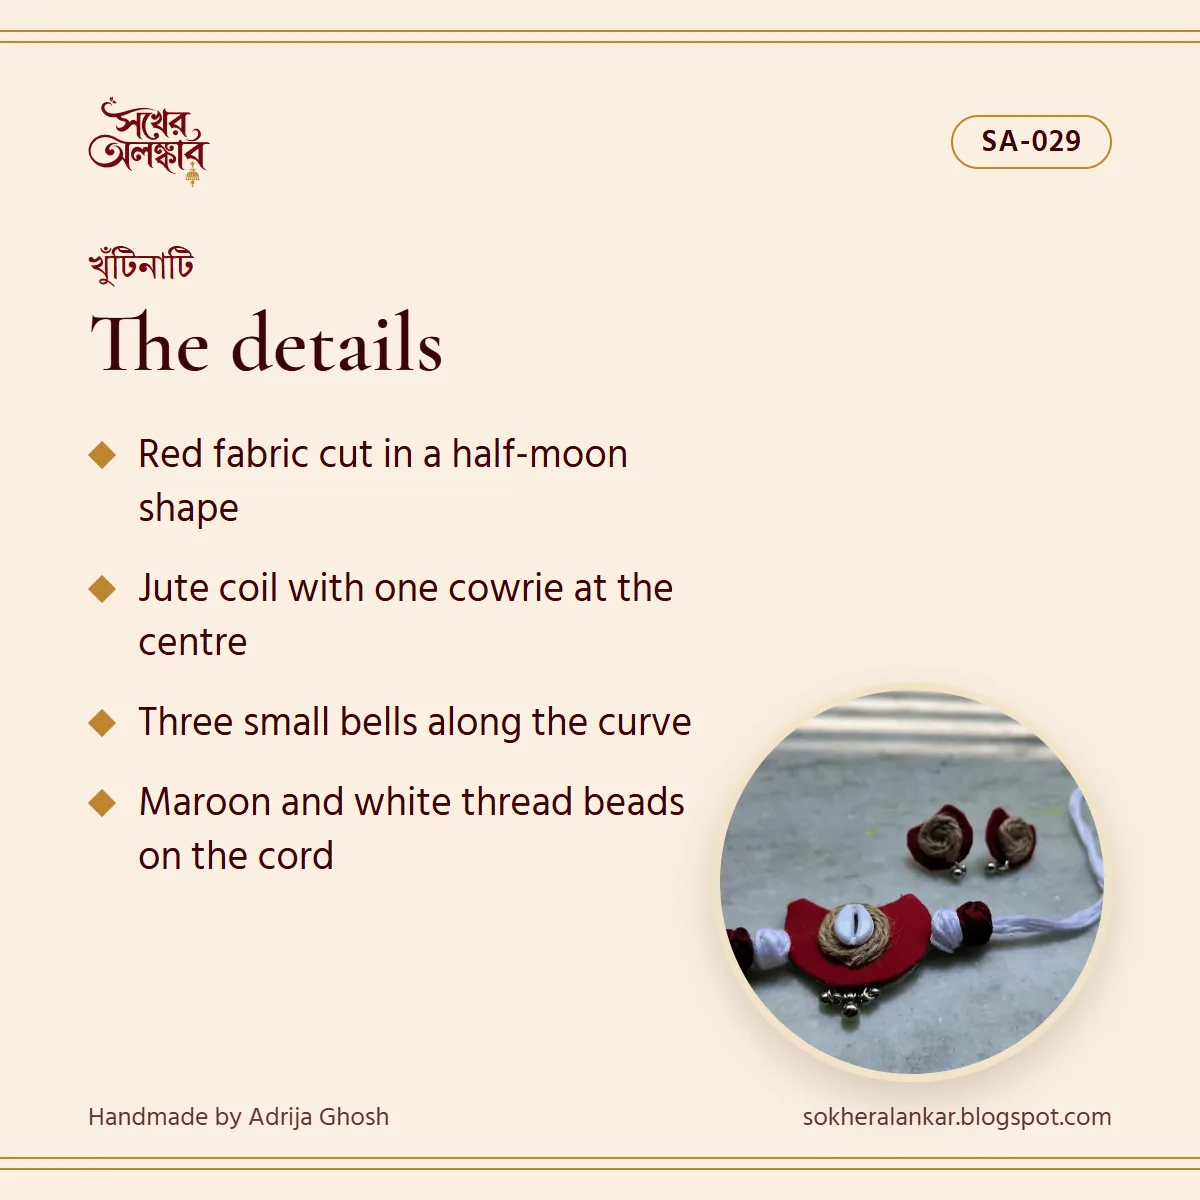 সখের
অলঙ্কার
SA-029
খুঁটিনাটি
The details
Red fabric cut in a half-moon
shape
Jute coil with one cowrie at the
centre
Three small bells along the curve
Maroon and white thread beads
on the cord
Handmade by Adrija Ghosh
sokheralankar.blogspot.com